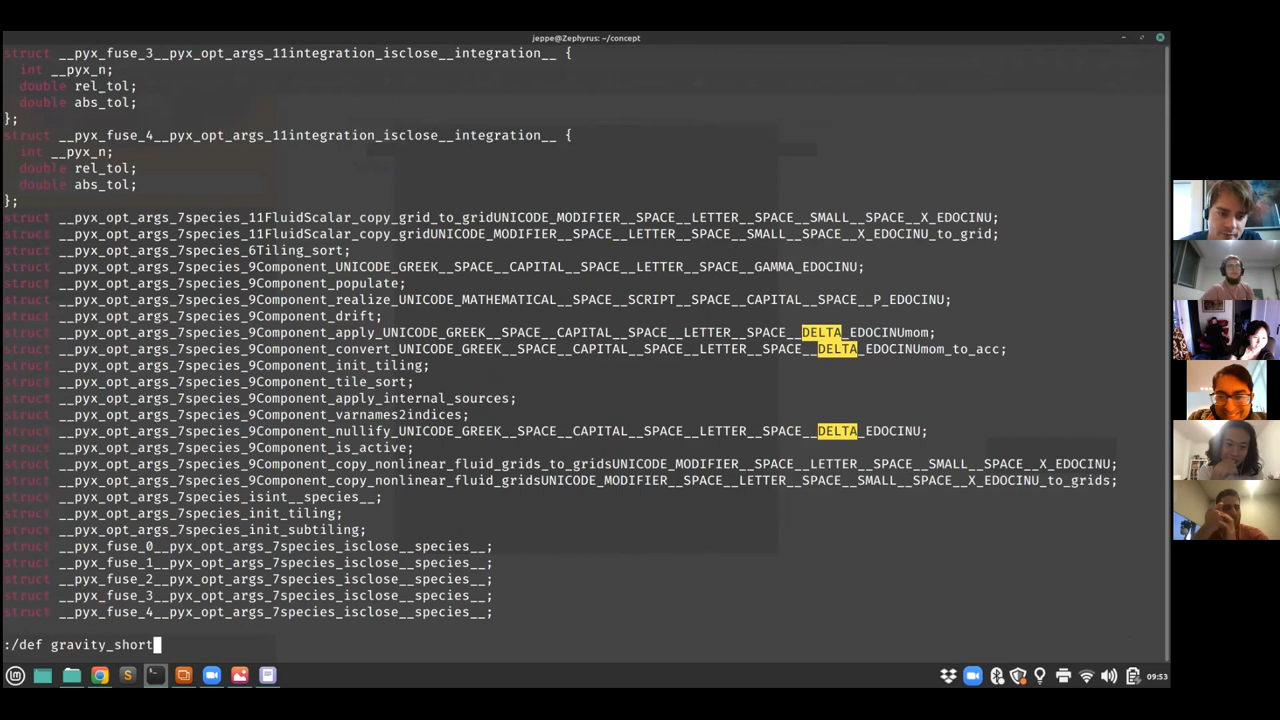 jeppe@Zephyrus: ~/concept
struct __pyx_fuse_3__pyx_opt_args_11integration_isclose__integration__ {
int __pyx_n;
double rel_tol;
double abs_tol;
};
struct __pyx_fuse_4__pyx_opt_args_11integration_isclose__integration__ {
int __pyx_n;
double rel_tol;
double abs_tol;
};
struct __pyx_opt_args_7species_11FluidScalar_copy_grid_to_gridUNICODE_MODIFIER__SPACE__LETTER__SPACE__SMALL__SPACE__X_EDOCINU;
struct __pyx_opt_args_7species_11FluidScalar_copy_gridUNICODE_MODIFIER__SPACE__LETTER__SPACE__SMALL__SPACE__X_EDOCINU_to_grid;
struct __pyx_opt_args_7species_6Tiling_sort;
struct __pyx_opt_args_7species_9Component_UNICODE_GREEK__SPACE__CAPITAL__SPACE__LETTER__SPACE__GAMMA_EDOCINU;
struct __pyx_opt_args_7species_9Component_populate;
struct __pyx_opt_args_7species_9Component_realize_UNICODE_MATHEMATICAL__SPACE__SCRIPT__SPACE__CAPITAL__SPACE__P_EDOCINU;
struct __pyx_opt_args_7species_9Component_drift;
struct __pyx_opt_args_7species_9Component_apply_UNICODE_GREEK__SPACE__CAPITAL__SPACE__LETTER__SPACE__DELTA_EDOCINUmom;
struct __pyx_opt_args_7species_9Component_convert_UNICODE_GREEK__SPACE__CAPITAL__SPACE__LETTER__SPACE__DELTA_EDOCINUmom_to_acc;
struct __pyx_opt_args_7species_9Component_init_tiling;
struct __pyx_opt_args_7species_9Component_tile_sort;
struct __pyx_opt_args_7species_9Component_apply_internal_sources;
struct __pyx_opt_args_7species_9Component_varnames2indices;
struct __pyx_opt_args_7species_9Component_nullify_UNICODE_GREEK__SPACE__CAPITAL__SPACE__LETTER__SPACE__DELTA_EDOCINU;
struct __pyx_opt_args_7species_9Component_is_active;
struct __pyx_opt_args_7species_9Component_copy_nonlinear_fluid_grids_to_gridsUNICODE_MODIFIER__SPACE__LETTER__SPACE__SMALL__SPACE__X_EDOCINU;
struct __pyx_opt_args_7species_9Component_copy_nonlinear_fluid_gridsUNICODE_MODIFIER__SPACE__LETTER__SPACE__SMALL__SPACE__X_EDOCINU_to_grids;
struct __pyx_opt_args_7species_isint__species__;
struct __pyx_opt_args_7species_init_tiling;
struct __pyx_opt_args_7species_init_subtiling;
struct __pyx_fuse_0__pyx_opt_args_7species_isclose__species__;
struct __pyx_fuse_1__pyx_opt_args_7species_isclose__species__;
struct __pyx_fuse_2__pyx_opt_args_7species_isclose__species__;
struct __pyx_fuse_3__pyx_opt_args_7species_isclose__species__;
struct __pyx_fuse_4__pyx_opt_args_7species_isclose__species__;
:/def gravity_short
09:53